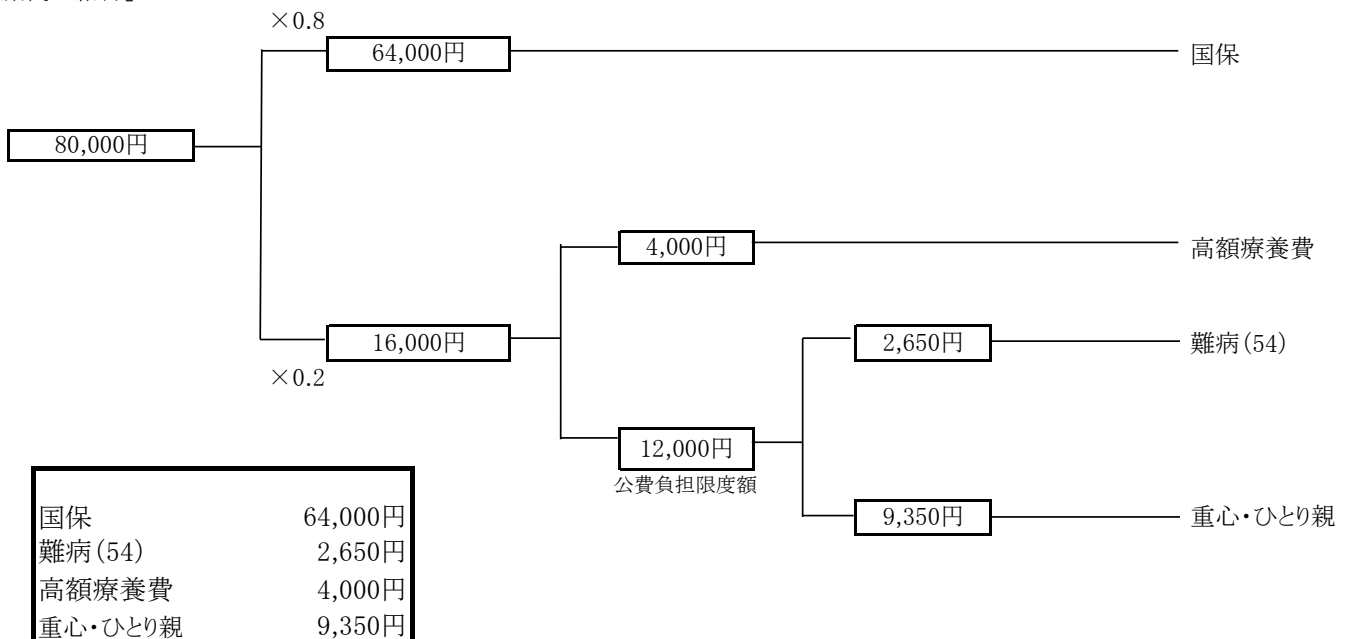 ×0.8
64,000円
国保
80,000円
4,000円
高額療養費
16,000円
2,650円
難病(54)
×0.2
12,000円
公費負担限度額
9,350円
重心・ひとり親
国保 64,000円
難病(54) 2,650円
高額療養費 4,000円
重心・ひとり親 9,350円